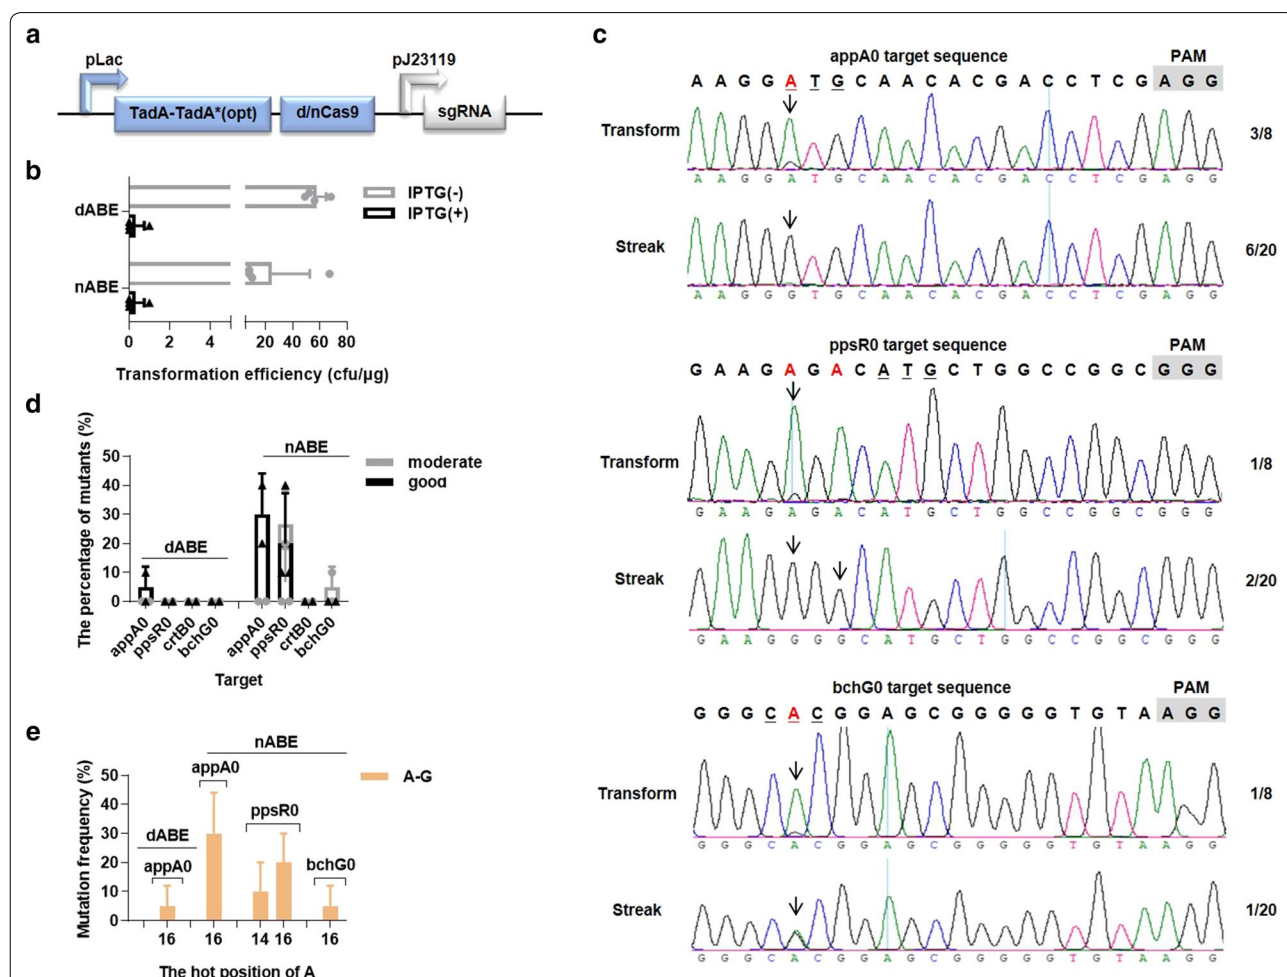 a
pLac
pJ23119
TadA-TadA*(opt)
d/nCas9
sgRNA
b
dABE
nABE
IPTG(-)
IPTG(+)
0 2 4 20 40 60 80
Transformation efficiency (cfu/µg)
d
The percentage of mutants (%)
50
40
30
20
10
0
dABE
nABE
moderate
good
appA0 ppsR0 crtB0 bchG0 appA0 ppsR0 crtB0 bchG0
Target
e
Mutation frequency (%)
50
40
30
20
10
0
nABE
appA0
ppsR0
dABE
appA0
bchG0
A-G
16 16 14 16 16
The hot position of A
c
appA0 target sequence PAM
A A G G A T G C A A C A C G A C C T C G A G G
Transform 3/8
A A G G A T G C A A C A C G A C C T C G A G G
Streak 6/20
A A G G G T G C A A C A C G A C C T C G A G G
ppsR0 target sequence PAM
G A A G A G A C A T G C T G G C C G G C G G G
Transform 1/8
G A A G A G A C A T G C T G G C C G G C G G G
Streak 2/20
G A A G G G G C A T G C T G G C C G G C G G G
bchG0 target sequence PAM
G G G C A C G G A G C G G G G G T G T A A G G
Transform 1/8
G G G C A C G G A G C G G G G G T G T A A G G
Streak 1/20
G G G C A C G G A G C G G G G G T G T A A G G